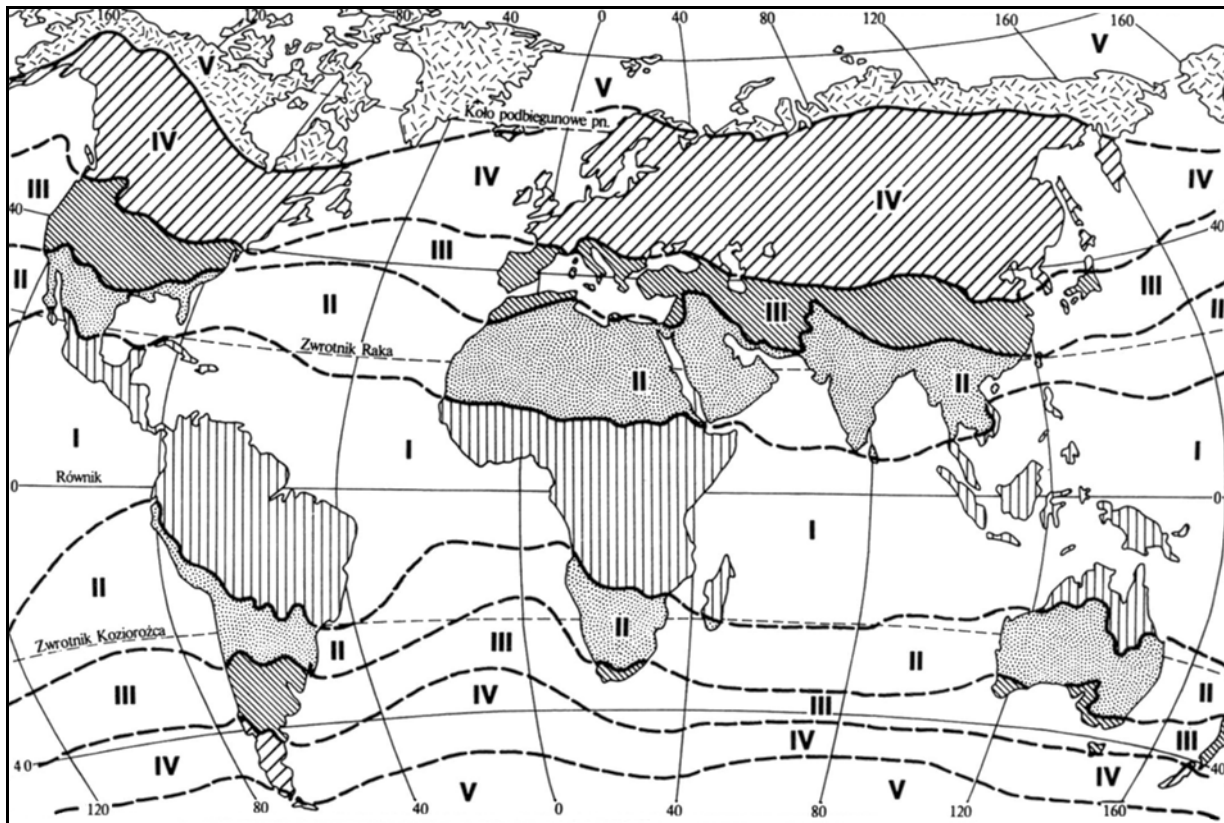 160 120 80 40 0 40 80 120 160 160
V
V
V
Koło podbiegunowe pn.
IV
IV
IV
IV
III
40
40
III
III
III
II
II
II
Zwrotnik Raka
II
II
I
I
I
Równik
0
0
I
II
Zwrotnik Koziorożca
II
II
III
II
II
III
IV
III
III
IV
IV
IV
40
40
V
V
120 80 40 0 40 80 120 160